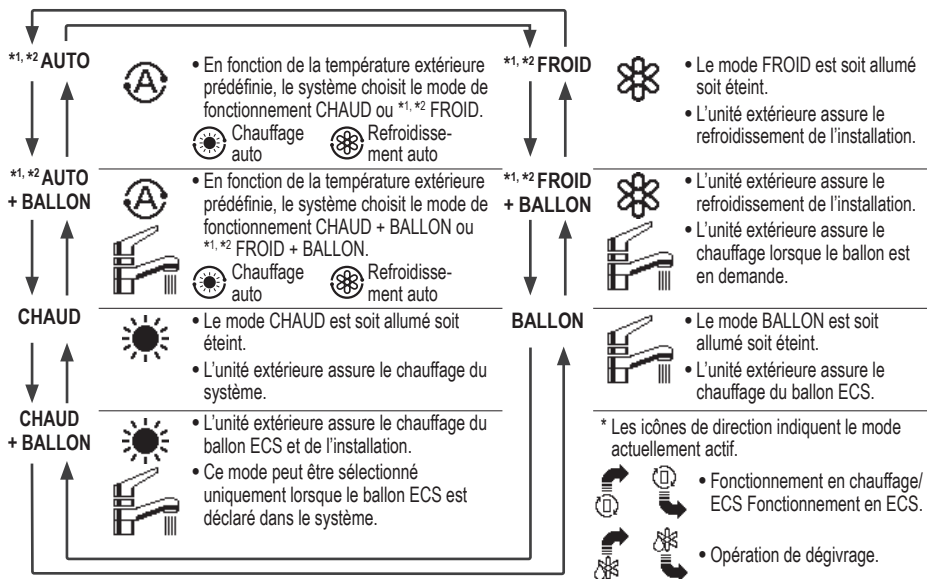 *1, *2 AUTO
• En fonction de la température extérieure
prédéfinie, le système choisit le mode de
fonctionnement CHAUD ou *1, *2 FROID.
Chauffage
auto
Refroidisse-
ment auto
*1, *2 AUTO
+ BALLON
• En fonction de la température extérieure
prédéfinie, le système choisit le mode de
fonctionnement CHAUD + BALLON ou
*1, *2 FROID + BALLON.
Chauffage
auto
Refroidisse-
ment auto
CHAUD
• Le mode CHAUD est soit allumé soit
éteint.
• L'unité extérieure assure le chauffage du
système.
CHAUD
+ BALLON
• L'unité extérieure assure le chauffage du
ballon ECS et de l'installation.
• Ce mode peut être sélectionné
uniquement lorsque le ballon ECS est
déclaré dans le système.
*1, *2 FROID
• Le mode FROID est soit allumé
soit éteint.
• L'unité extérieure assure le
refroidissement de l'installation.
*1, *2 FROID
+ BALLON
• L'unité extérieure assure le
refroidissement de l'installation.
• L'unité extérieure assure le
chauffage lorsque le ballon est
en demande.
BALLON
• Le mode BALLON est soit
allumé soit éteint.
• L'unité extérieure assure le
chauffage du ballon ECS.
* Les icônes de direction indiquent le mode
actuellement actif.
• Fonctionnement en chauffage/
ECS Fonctionnement en ECS.
• Opération de dégivrage.